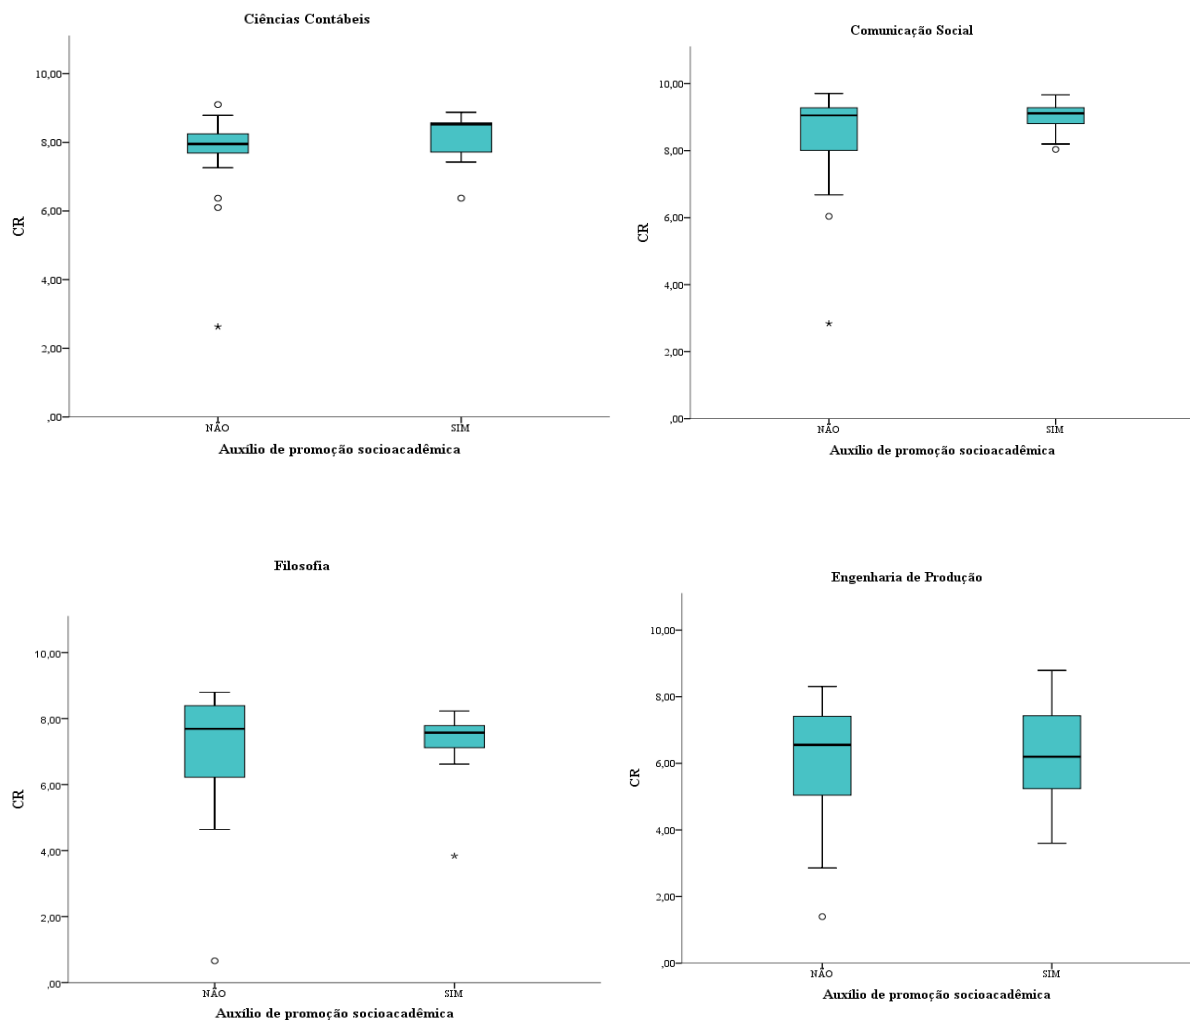 Ciências Contábeis
10,00
8,00
6,00
4,00
2,00
,00
CR
NÃO
SIM
Auxílio de promoção socioacadêmica
Comunicação Social
10,00
8,00
6,00
4,00
2,00
,00
CR
NÃO
SIM
Auxílio de promoção socioacadêmica
Filosofia
10,00
8,00
6,00
4,00
2,00
,00
CR
NÃO
SIM
Auxílio de promoção socioacadêmica
Engenharia de Produção
10,00
8,00
6,00
4,00
2,00
,00
CR
NÃO
SIM
Auxílio de promoção socioacadêmica